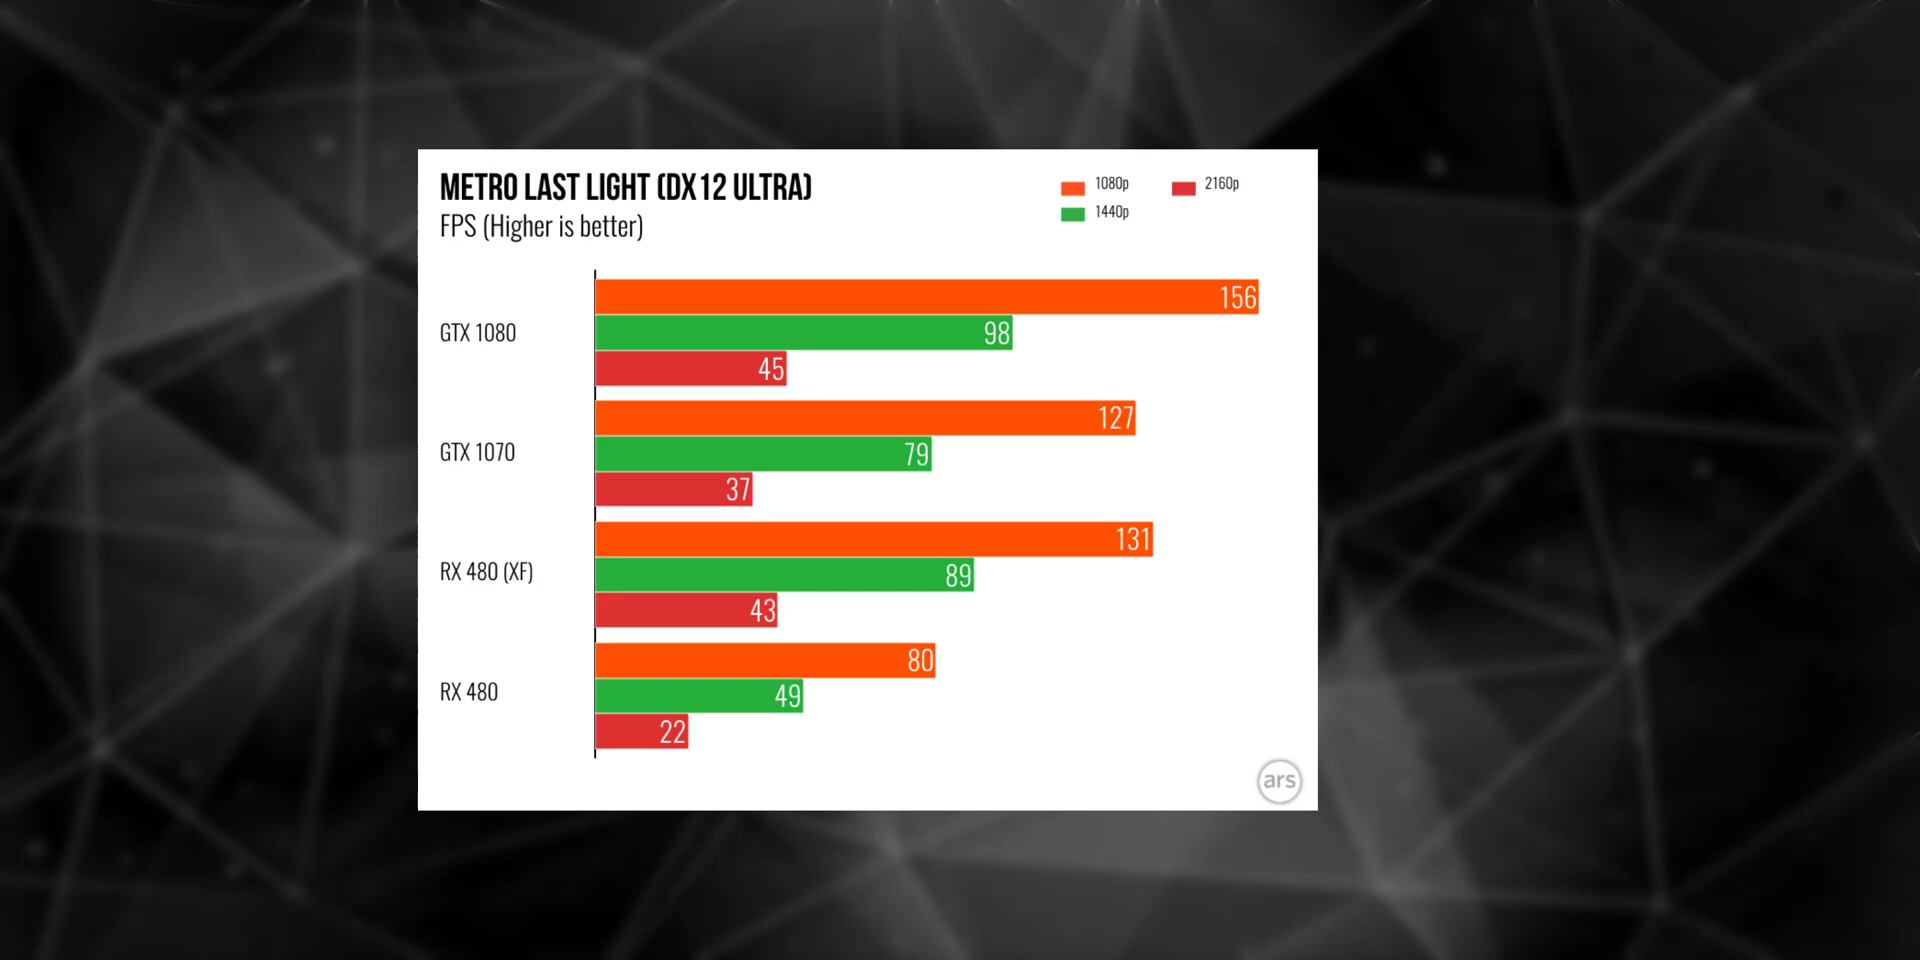 METRO LAST LIGHT (DX12 ULTRA)
FPS (Higher is better)
1080p
2160p
1440p
GTX 1080
156
98
45
GTX 1070
127
79
37
RX 480 (XF)
131
89
43
RX 480
80
49
22
ars